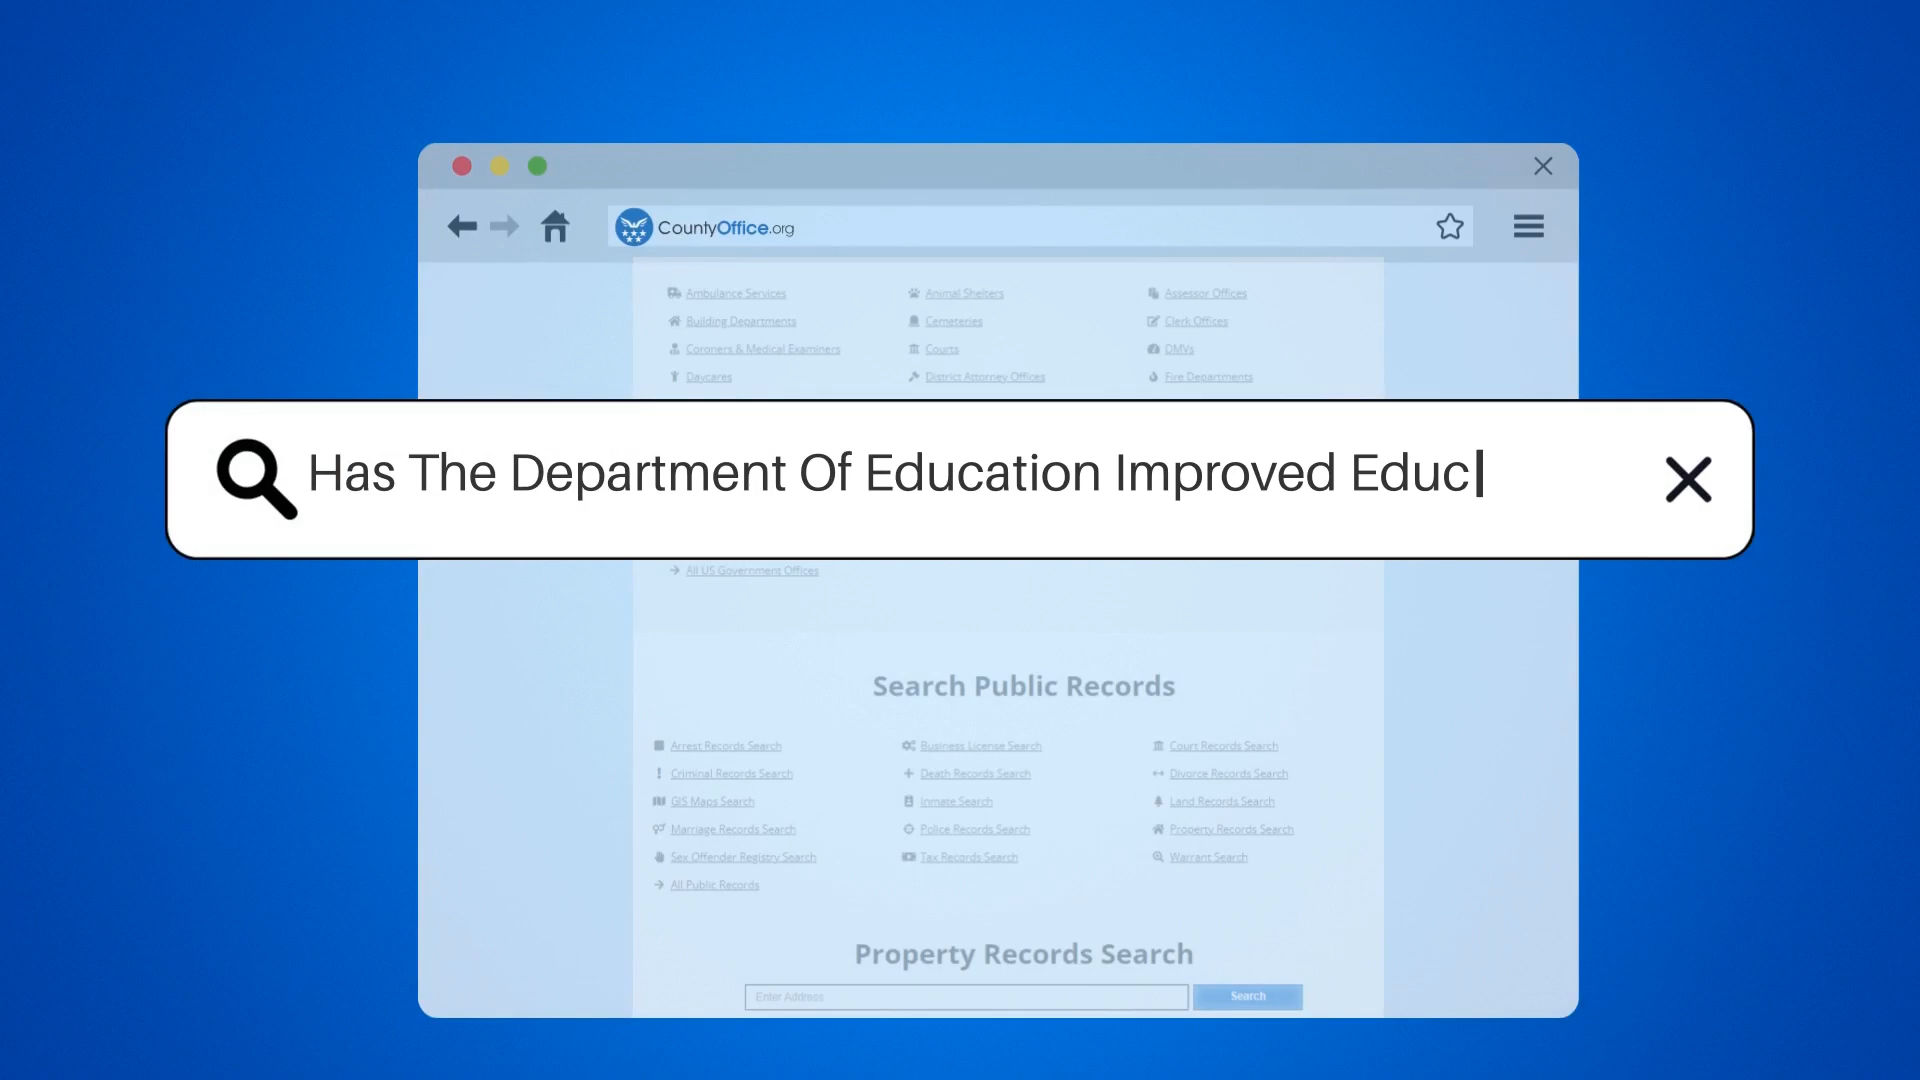 CountyOffice.org
Ambulance Services Animal Shelters Assessor Offices
Building Departments Cemeteries Clerk Offices
Coroners & Medical Examiners Courts DMVs
Daycares District Attorney Offices Fire Departments
Has The Department Of Education Improved Educ
All US Government Offices
Search Public Records
Arrest Records Search Business License Search Court Records Search
Criminal Records Search Death Records Search Divorce Records Search
GIS Maps Search Inmate Search Land Records Search
Marriage Records Search Police Records Search Property Records Search
Sex Offender Registry Search Tax Records Search Warrant Search
All Public Records
Property Records Search
Enter Address Search